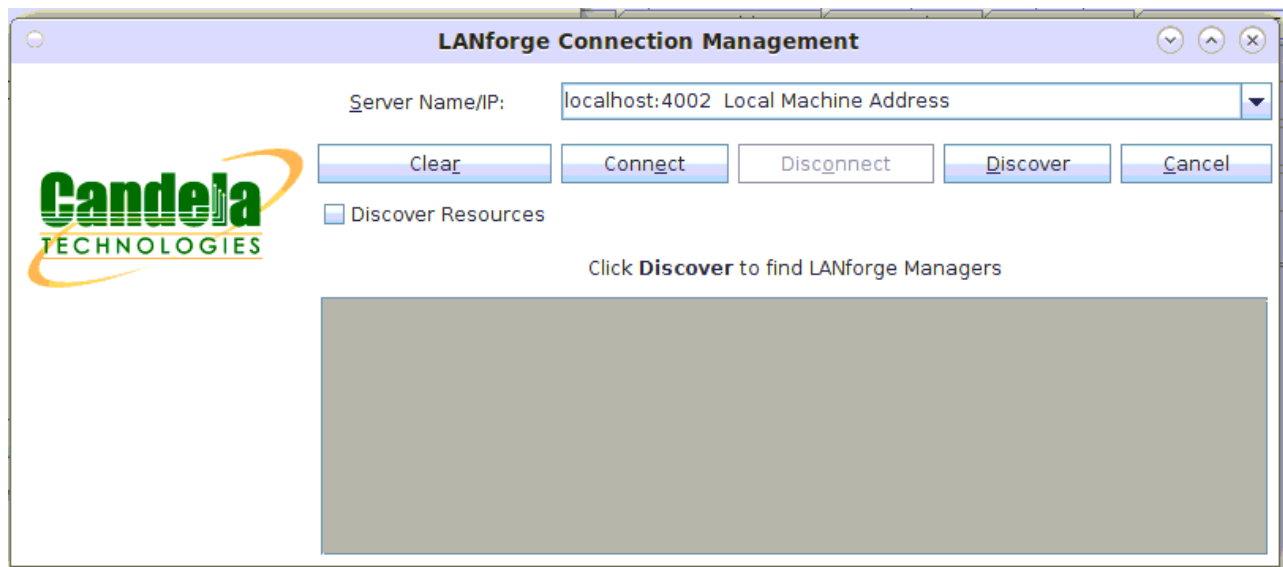 LANforge Connection Management
Server Name/IP: localhost:4002 Local Machine Address
Clear Connect Disconnect Discover Cancel
Candela
TECHNOLOGIES
Discover Resources
Click Discover to find LANforge Managers